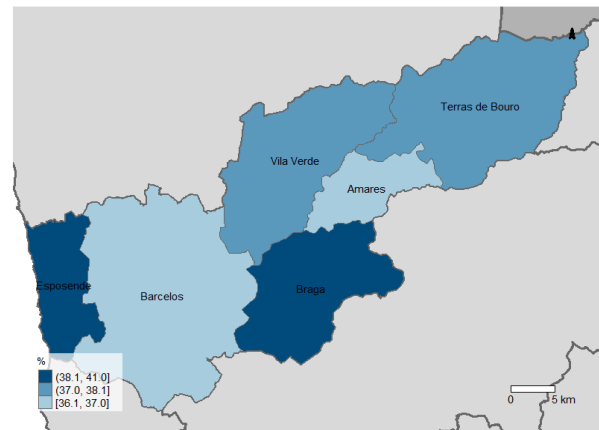 Terras de Bouro
Vila Verde
Amares
Esposende
Barcelos
Braga
%
(38.1, 41.0]
(37.0, 38.1]
[36.1, 37.0]
0 5 km